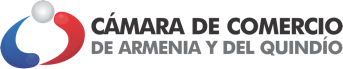 CÁMARA DE COMERCIO
DE ARMENIA Y DEL QUINDÍO